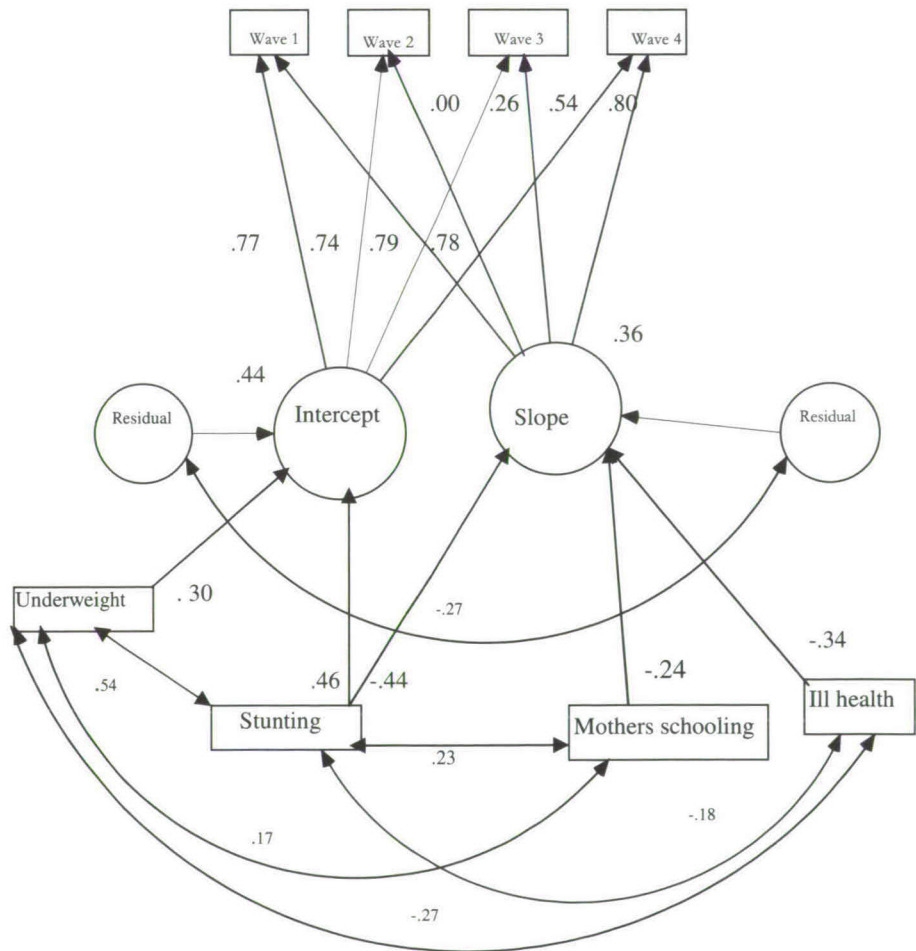 Wave 1
Wave 2
Wave 3
Wave 4
.00
.26
.54
.80
.77
.74
.79
.78
.36
.44
Residual
Intercept
Slope
Residual
Underweight
. 30
-.27
-.34
.54
.46
-.44
-.24
Ill health
Stunting
Mothers schooling
.23
.17
-.18
-.27